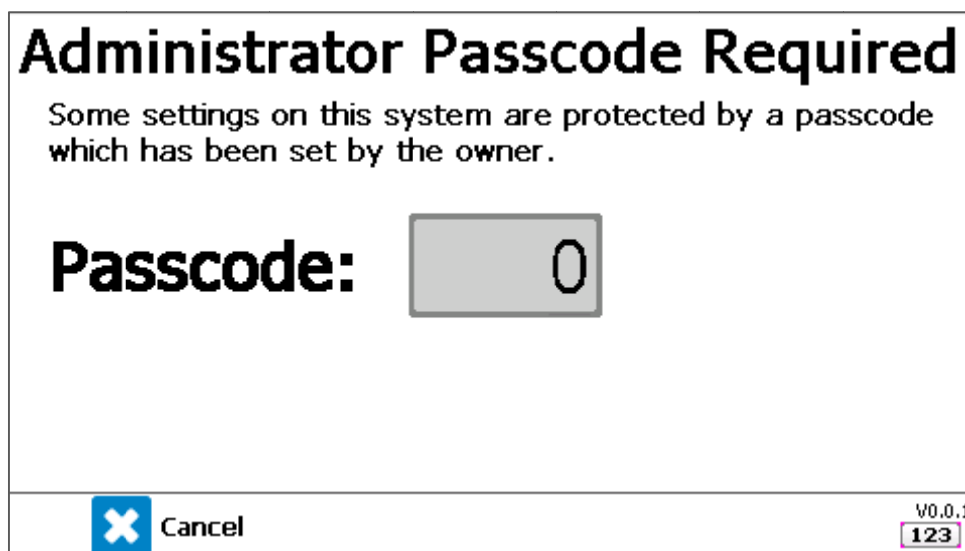 Administrator Passcode Required
Some settings on this system are protected by a passcode
which has been set by the owner.
Passcode: 0
Cancel
V0.0.1
123